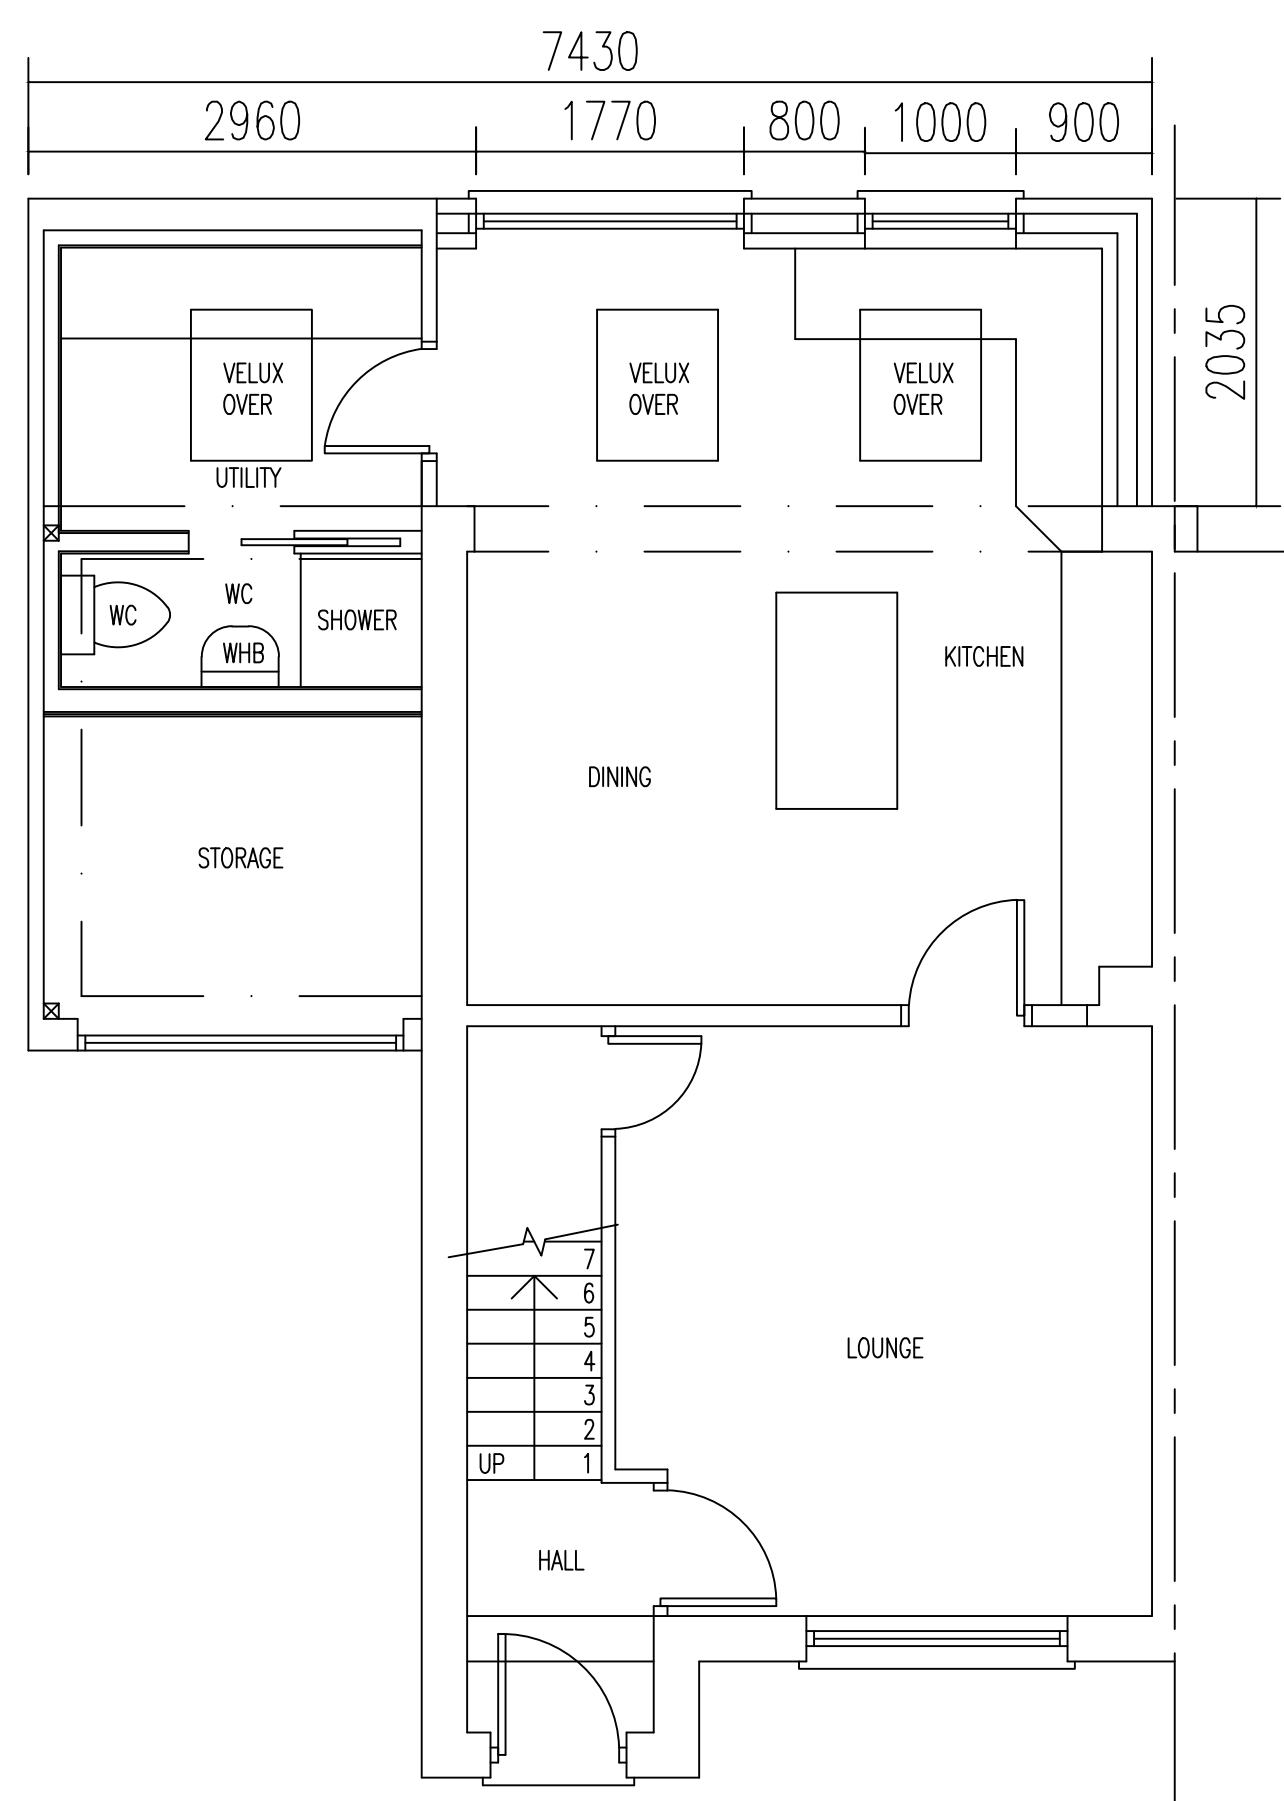 7430
2960 1770 800 1000 900
2035
VELUX
OVER
VELUX
OVER
VELUX
OVER
UTILITY
WC
WC
SHOWER
WHB
KITCHEN
DINING
STORAGE
7
6
5
4
3
2
UP 1
LOUNGE
HALL